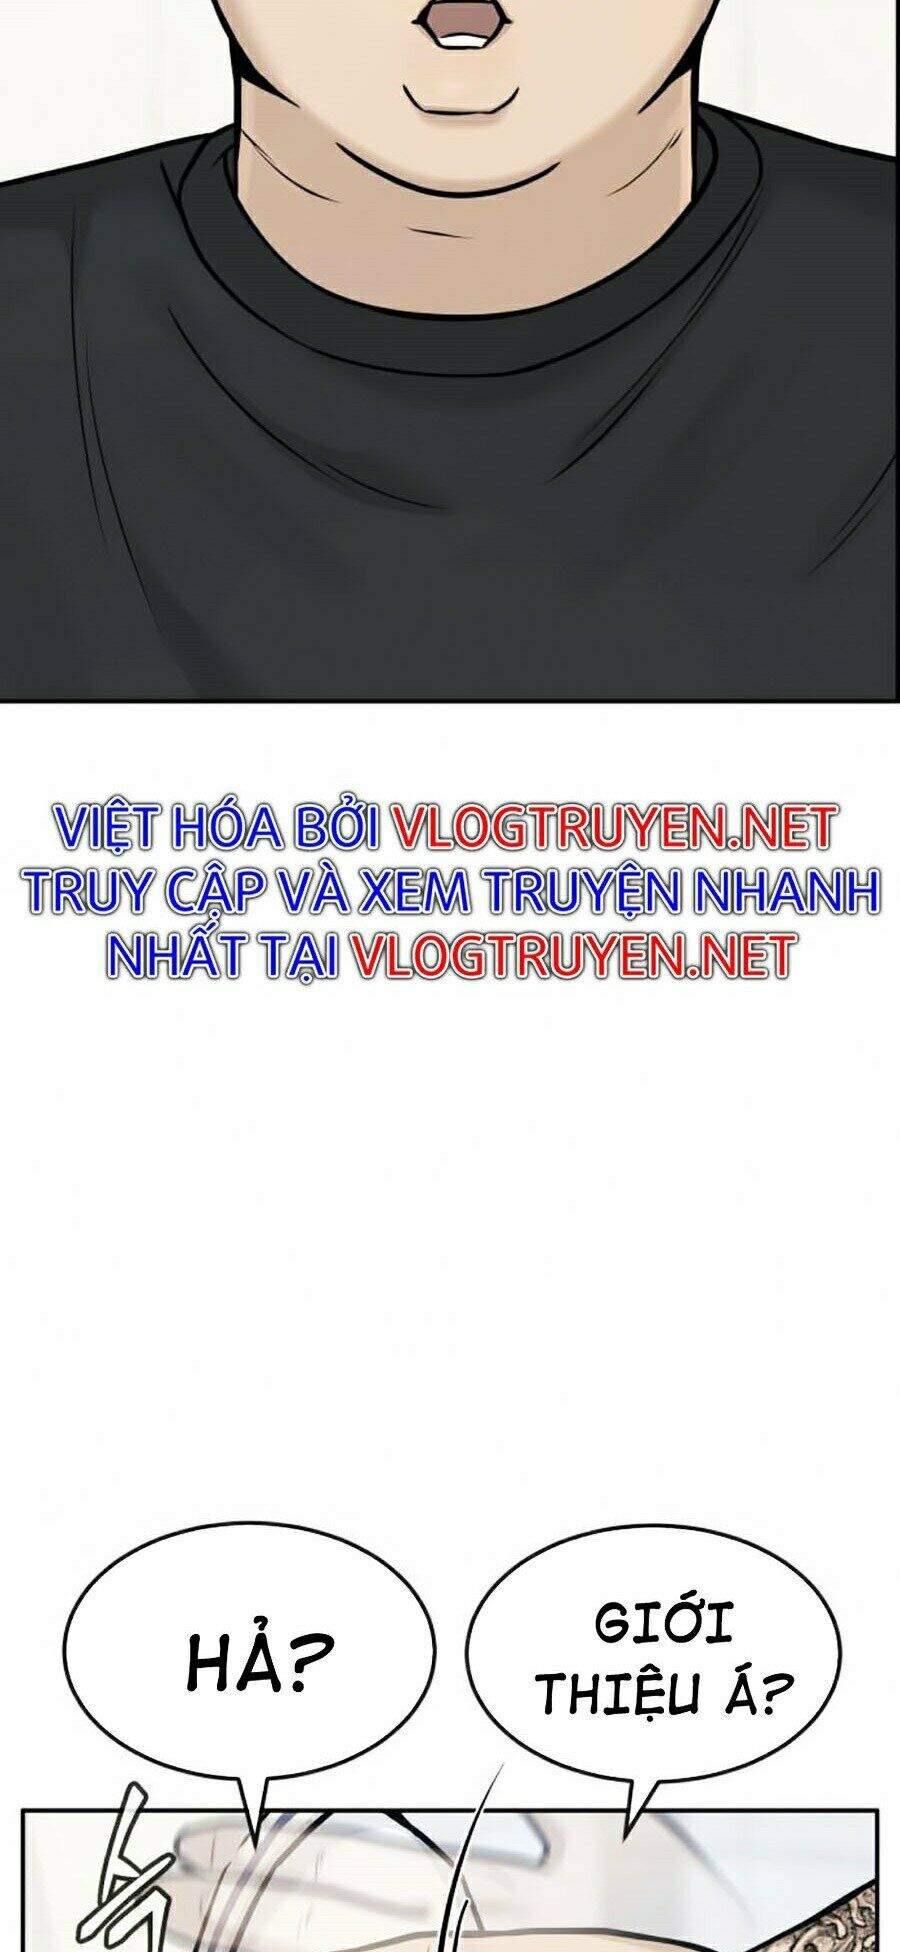 VIỆT HÓA BỞI VLOGTRUYEN.NET
TRUY CẬP VÀ XEM TRUYỆN NHANH
NHẤT TẠI VLOGTRUYEN.NET
HẢ?
GIỚI
THIỆU Á?